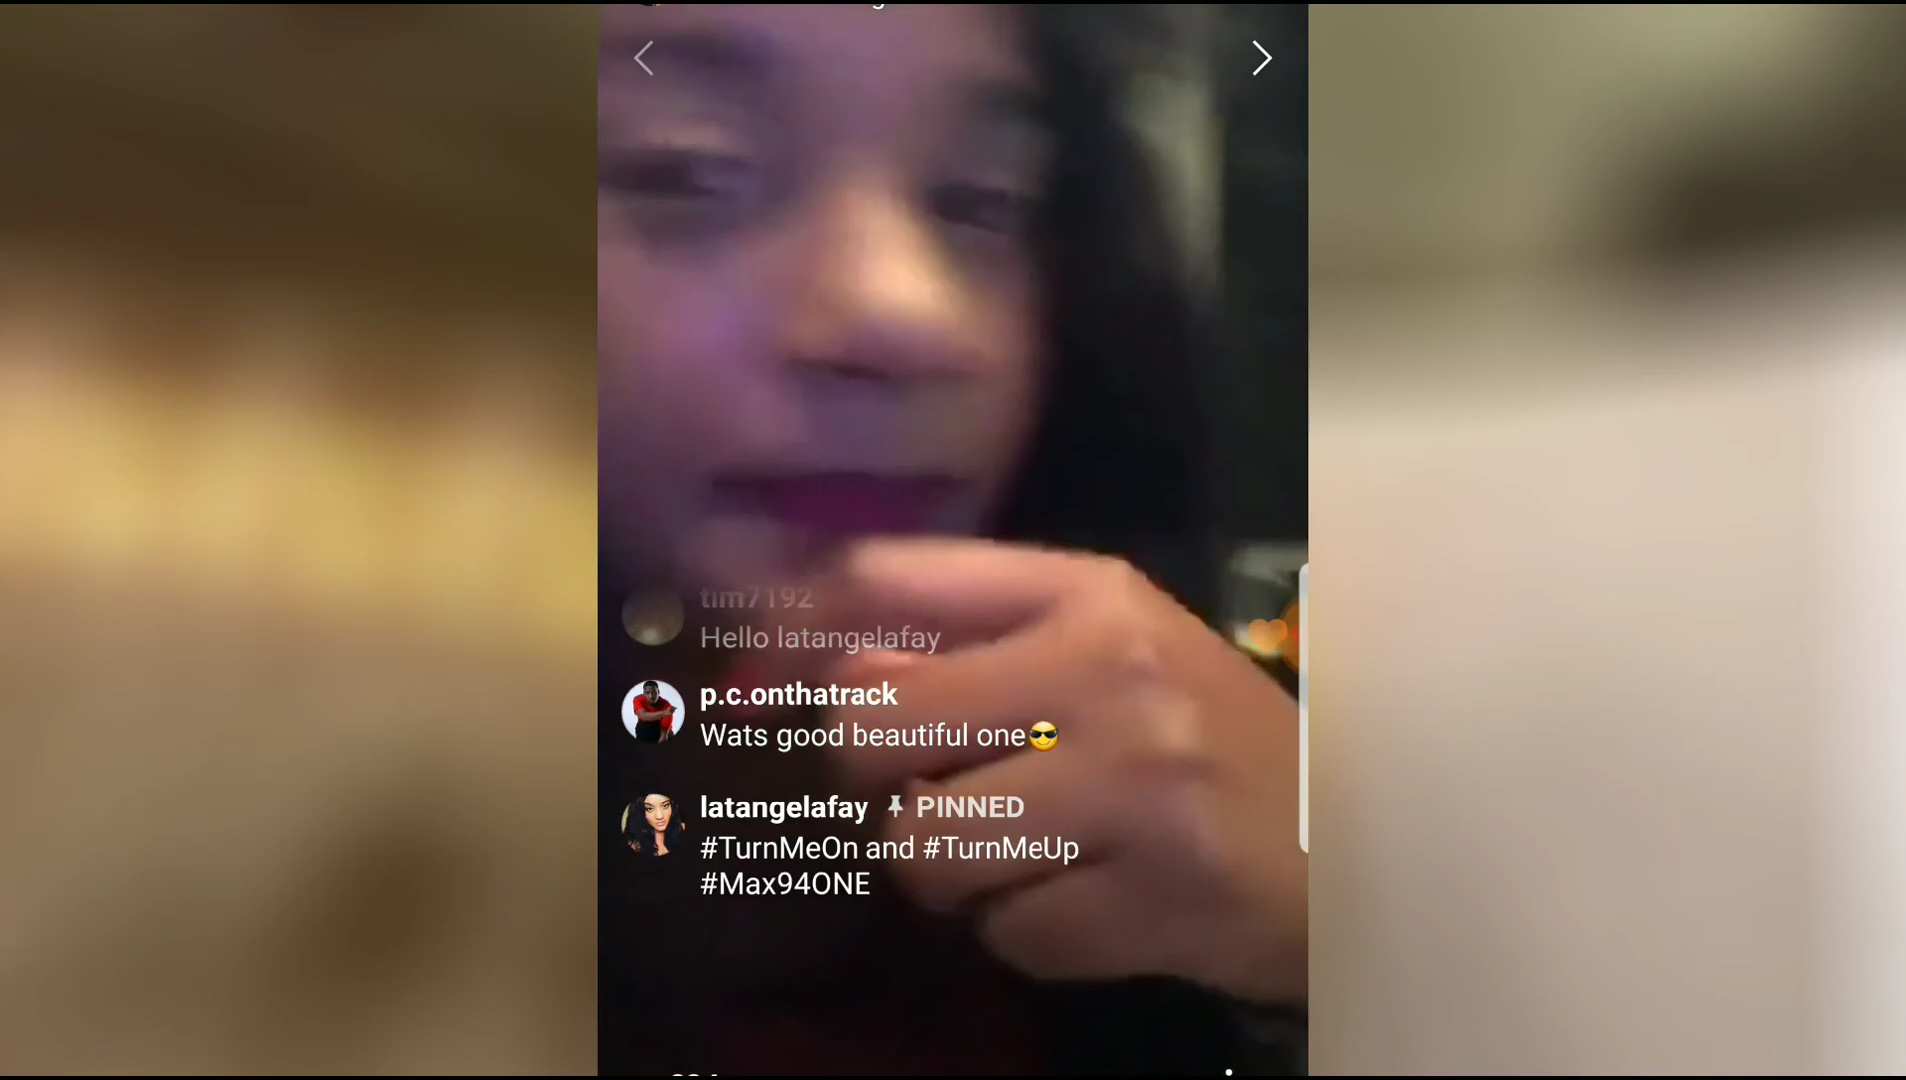 tim7192
Hello latangelafay
p.c.onthatrack
Wats good beautiful one😎
latangelafay PINNED
#TurnMeOn and #TurnMeUp
#Max94ONE